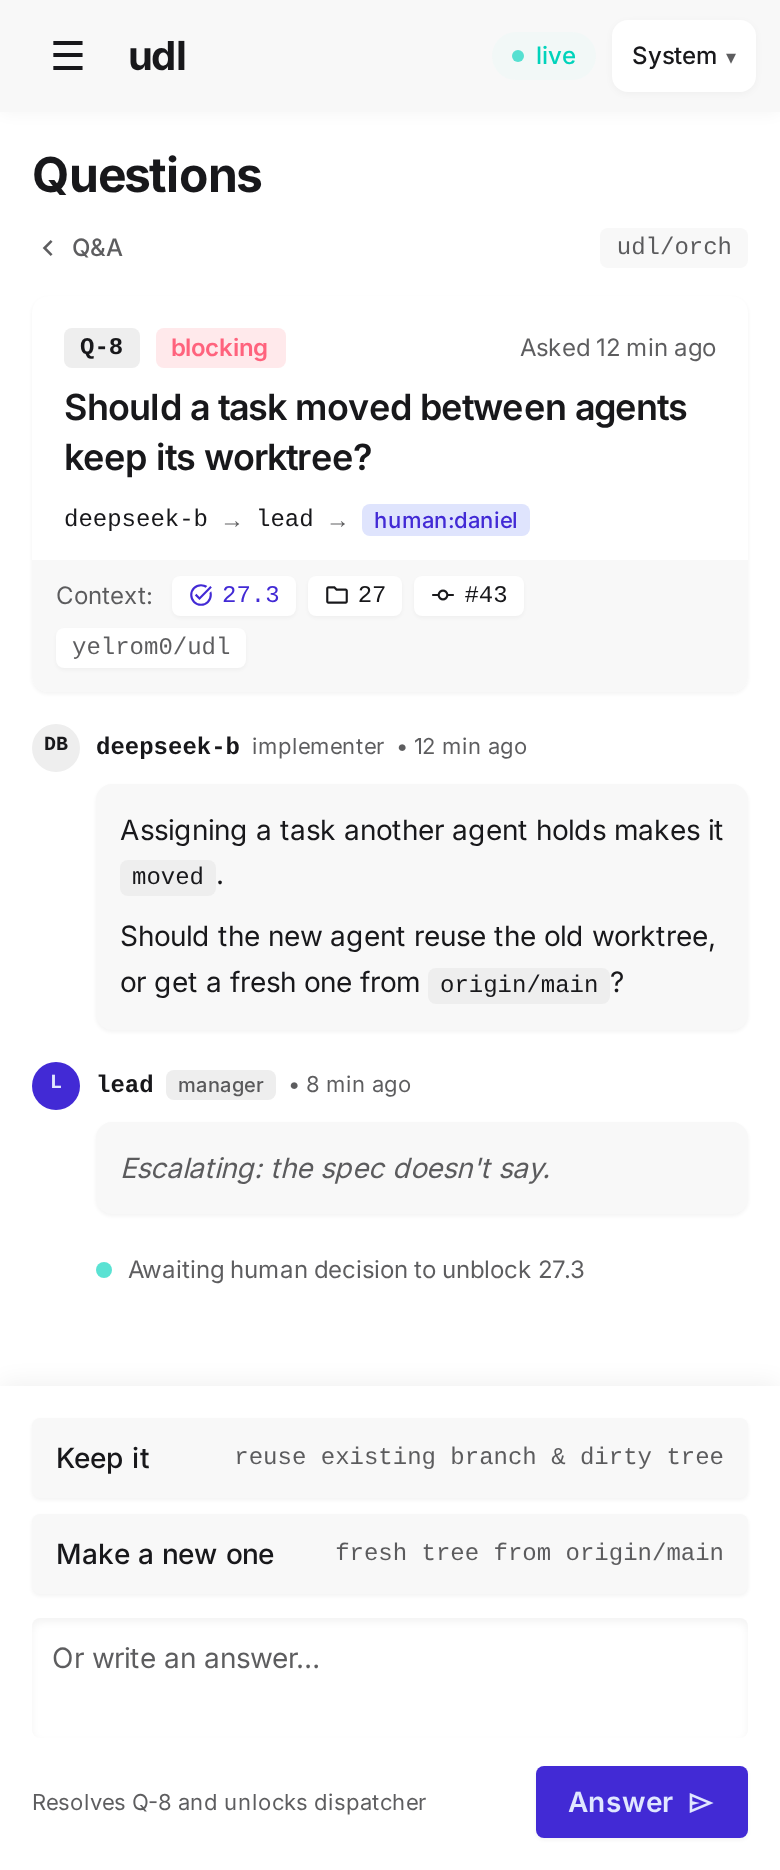 ☰ udl live System ▾
Questions
Q&A udl/orch
Q-8 blocking Asked 12 min ago
Should a task moved between agents
keep its worktree?
deepseek-b → lead → human:daniel
Context: 27.3 27 #43
yelrom0/udl
DB deepseek-b implementer • 12 min ago
Assigning a task another agent holds makes it
moved.
Should the new agent reuse the old worktree,
or get a fresh one from origin/main?
L lead manager • 8 min ago
Escalating: the spec doesn't say.
Awaiting human decision to unblock 27.3
Keep it reuse existing branch & dirty tree
Make a new one fresh tree from origin/main
Or write an answer...
Resolves Q-8 and unlocks dispatcher Answer